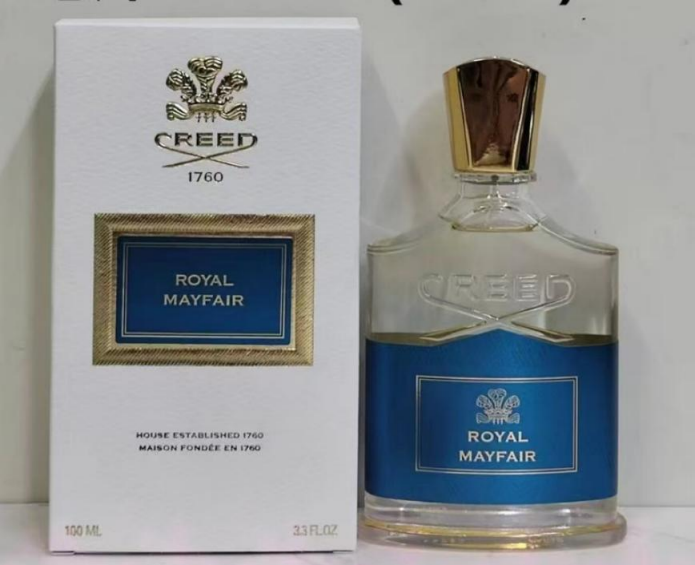 CREED
1760
ROYAL
MAYFAIR
HOUSE ESTABLISHED 1760
MAISON FONDÉE EN 1760
100 ML
3.3 FL.OZ
CREED
ROYAL
MAYFAIR